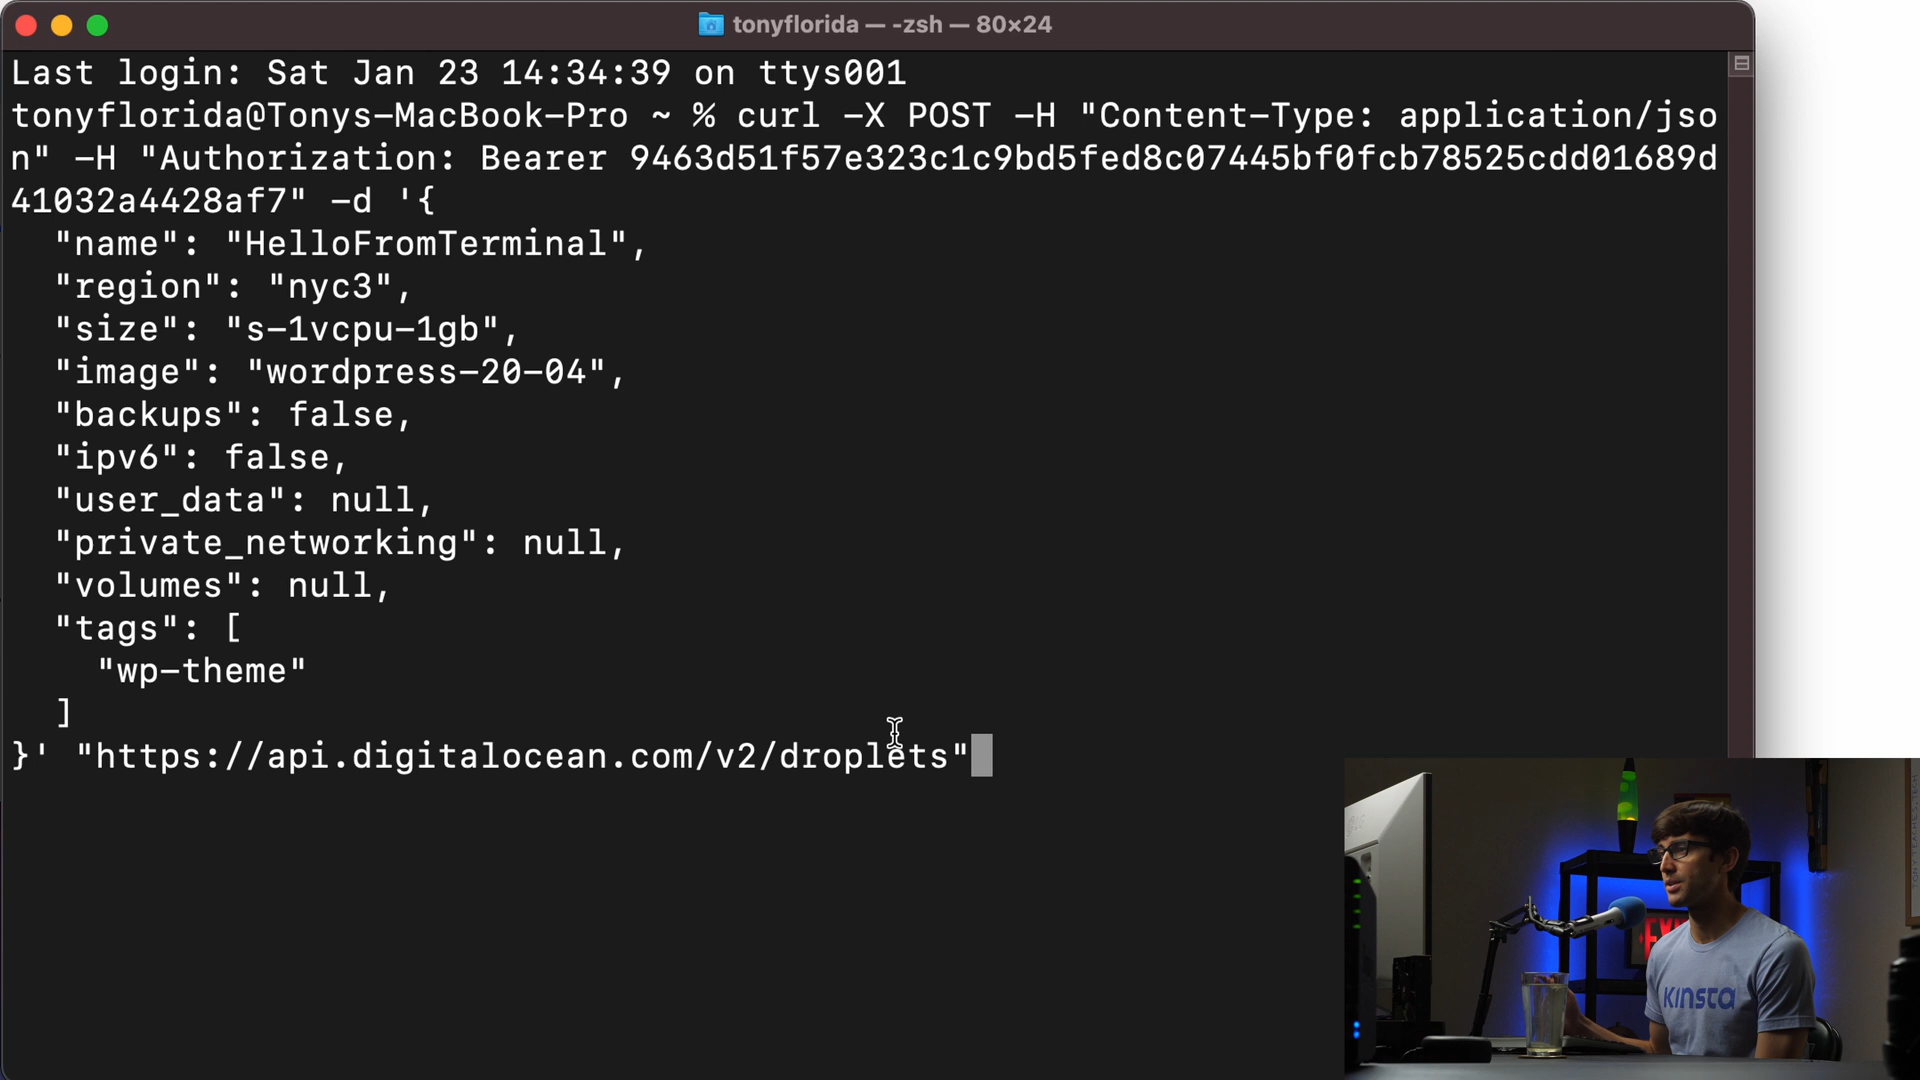 tonyflorida — -zsh — 80×24
Last login: Sat Jan 23 14:34:39 on ttys001
tonyflorida@Tonys-MacBook-Pro ~ % curl -X POST -H "Content-Type: application/jso
n" -H "Authorization: Bearer 9463d51f57e323c1c9bd5fed8c07445bf0fcb78525cdd01689d
41032a4428af7" -d '{
"name": "HelloFromTerminal",
"region": "nyc3",
"size": "s-1vcpu-1gb",
"image": "wordpress-20-04",
"backups": false,
"ipv6": false,
"user_data": null,
"private_networking": null,
"volumes": null,
"tags": [
"wp-theme"
]
}' "https://api.digitalocean.com/v2/droplets"
KINSTA